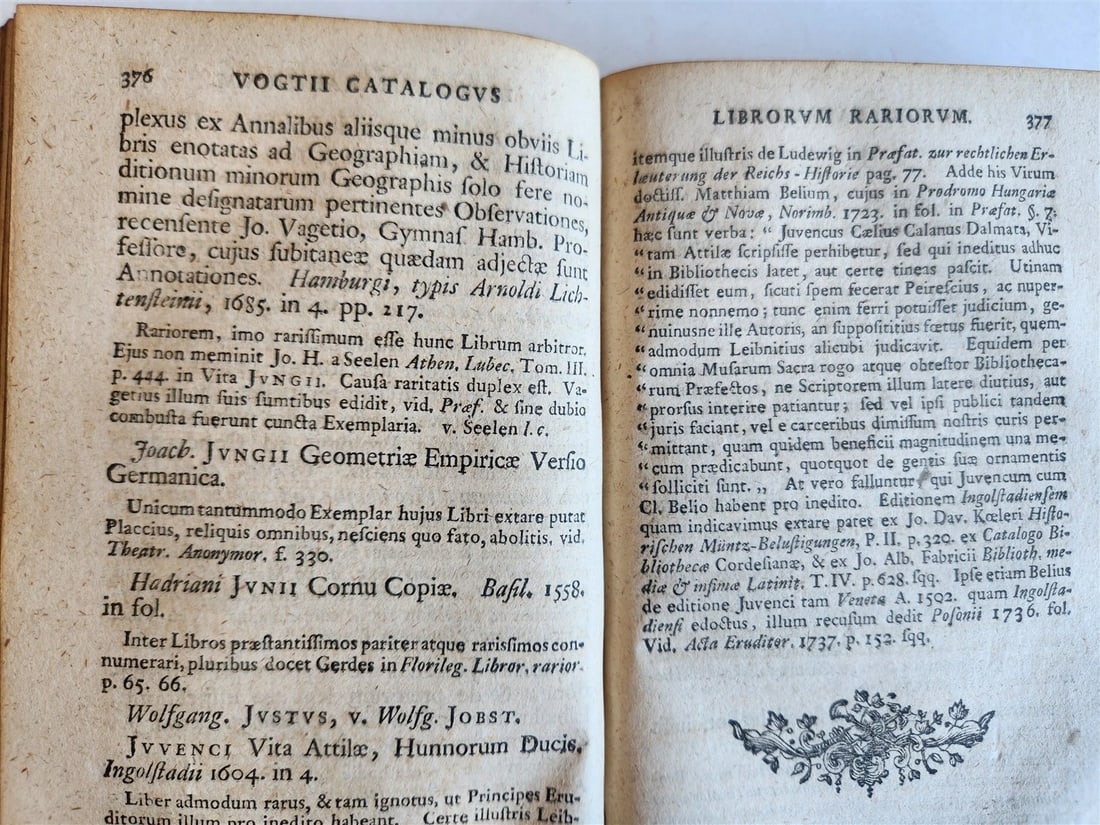 376 VOGTII CATALOGVS
plexus ex Annalibus aliisque minus obviis Li-
bris enotatas ad Geographiam, & Hiſtoriam
ditionum minorum Geographis ſolo fere no-
mine deſignatarum pertinentes Obſervationes,
recenſente Jo. Vagetio, Gymnaſ Hamb. Pro-
feſſore, cujus ſubitaneæ quædam adjectæ ſunt
Annotationes. Hamburgi, typis Arnoldi Lich-
tenſteinii, 1685. in 4. pp. 217.
Rariorem, imo rariſſimum eſſe hunc Librum arbitror.
Ejus non meminit Jo. H. a Seelen Athen. Lubec. Tom. III.
p. 444. in Vita JVNGII. Cauſa raritatis duplex eſt. Va-
getius illum ſuis ſumtibus edidit, vid. Præf. & ſine dubio
combuſta fuerunt cuncta Exemplaria. v. Seelen l. c.
Joach. JVNGII Geometriæ Empiricæ Verſio
Germanica.
Unicum tantummodo Exemplar hujus Libri extare putat
Placcius, reliquis omnibus, neſciens quo fato, abolitis, vid.
Theatr. Anonymor. f. 330.
Hadriani JVNII Cornu Copiæ. Baſil. 1558.
in fol.
Inter Libros præſtantiſſimos pariter atque rarisſimos con-
numerari, pluribus docet Gerdes in Florileg. Libror. rarior.
p. 65. 66.
Wolfgang. JVSTVS, v. Wolfg. JOBST.
JVVENCI Vita Attilæ, Hunnorum Ducis.
Ingolſtadii 1604. in 4.
Liber admodum rarus, & tam ignotus, ut Principes Eru-
ditorum illum pro inedito habeant. Certe illuſtris Leib-
LIBRORVM RARIORVM. 377
itemque illuſtris de Ludewig in Præfat. zur rechtlichen Er-
læuterung der Reichs-Hiſtorie pag. 77. Adde his Virum
doctiſſ. Matthiam Belium, cujus in Prodromo Hungariæ
Antiquæ & Novæ, Norimb. 1723. in fol. in Præfat. §. 7.
hæc ſunt verba: “ Juvencus Cælius Calanus Dalmata, Vi-
“tam Attilæ ſcripſiſſe perhibetur, ſed qui ineditus adhuc
“in Bibliothecis latet, aut certe tineas paſcit. Utinam
“edidiſſet eum, ſicuti ſpem fecerat Peireſcius, ac nuper-
“rime nonnemo; tunc enim ferri potuiſſet judicium, ge-
“nuinusne ille Autoris, an ſuppoſititius fœtus fuerit, quem-
“admodum Leibnitius alicubi judicavit. Equidem per
“omnia Muſarum Sacra rogo atque obteſtor Bibliotheca-
“rum Præfectos, ne Scriptorem illum latere diutius, aut
“prorſus interire patiantur; ſed vel ipſi publici tandem
“juris faciant, vel e carceribus dimiſſum noſtris curis per-
“mittant, quam quidem beneficii magnitudinem una me-
“cum prædicabunt, quotquot de gentis ſuæ ornamentis
“ſolliciti ſunt. „ At vero falluntur, qui Juvencum cum
Cl. Belio habent pro inedito. Editionem Ingolſtadienſem
quam indicavimus extare patet ex Jo. Dav. Kœleri Hiſto-
riſchen Müntz-Beluſtigungen, P. II. p. 320. ex Catalogo Bi-
bliothecæ Cordeſianæ, & ex Jo. Alb. Fabricii Biblioth. me-
diæ & infimæ Latinit. T. IV. p. 628. ſqq. Ipſe etiam Belius
de editione Juvenci tam Veneta A. 1502. quam Ingolſta-
dienſi edoctus, illum recuſum dedit Poſonii 1736. fol.
Vid. Acta Eruditor. 1737. p. 152. ſqq.